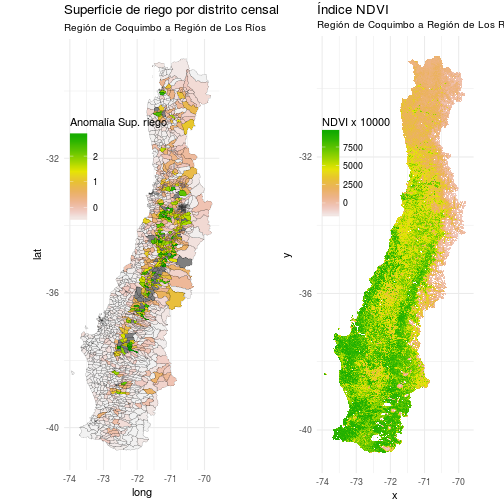 Superficie de riego por distrito censal
Región de Coquimbo a Región de Los Ríos
Anomalía Sup. riego
2
1
0
-32
-36
-40
lat
-74
-73
-72
-71
-70
long
Índice NDVI
Región de Coquimbo a Región de Los R
NDVI x 10000
7500
5000
2500
0
-32
-36
-40
y
-74
-73
-72
-71
-70
x